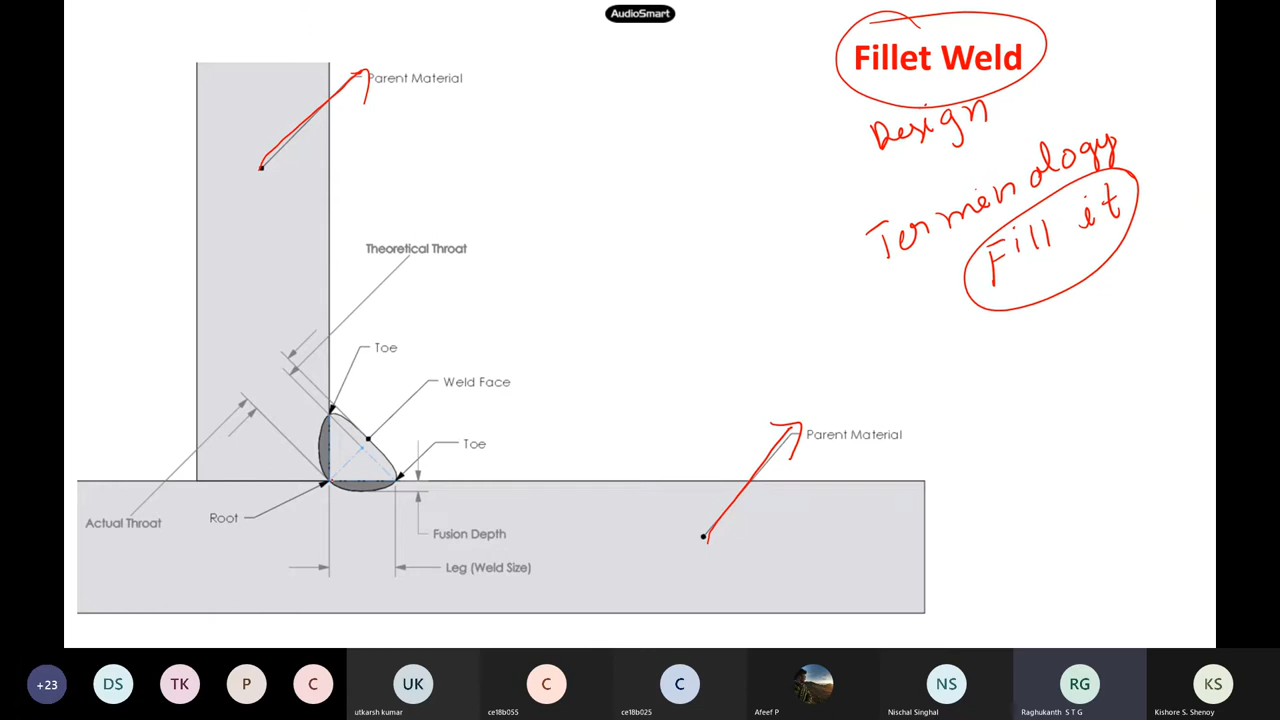 AudioSmart
Fillet Weld
Design
Termenology
Fill it
Parent Material
Theoretical Throat
Toe
Weld Face
Toe
Parent Material
Actual Throat
Root
Fusion Depth
Leg (Weld Size)
+23
DS
TK
P
C
UK
C
C
NS
RG
KS
utkarsh kumar
ce18b055
ce18b025
Afeef P
Nischal Singhal
Raghukanth S T G
Kishore S. Shenoy